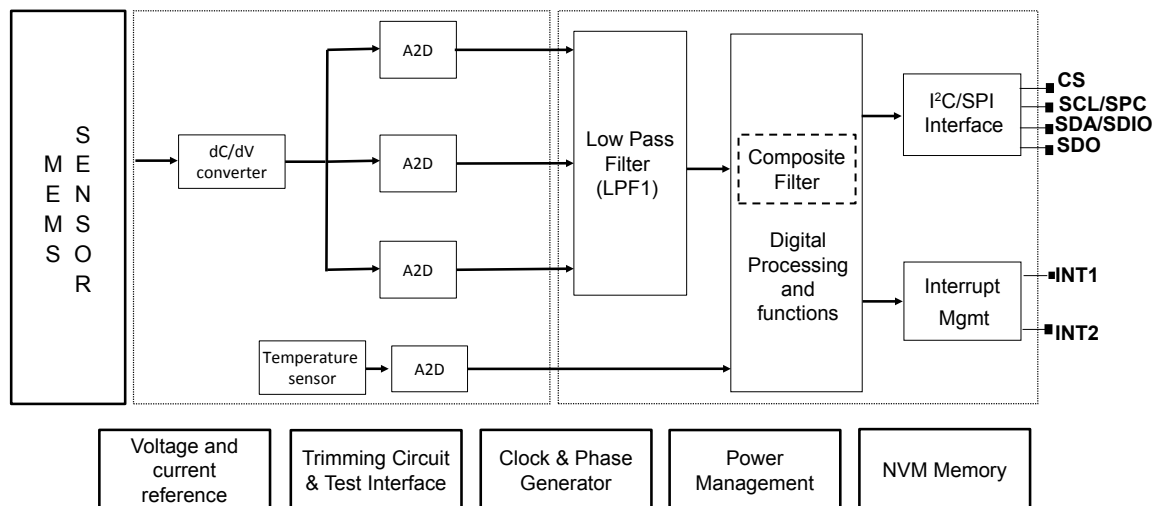 MEMS
SENSOR
dC/dV
converter
A2D
A2D
A2D
Temperature
sensor
A2D
Low Pass
Filter
(LPF1)
Composite
Filter
Digital
Processing
and
functions
I²C/SPI
Interface
CS
SCL/SPC
SDA/SDIO
SDO
Interrupt
Mgmt
INT1
INT2
Voltage and
current
reference
Trimming Circuit
& Test Interface
Clock & Phase
Generator
Power
Management
NVM Memory